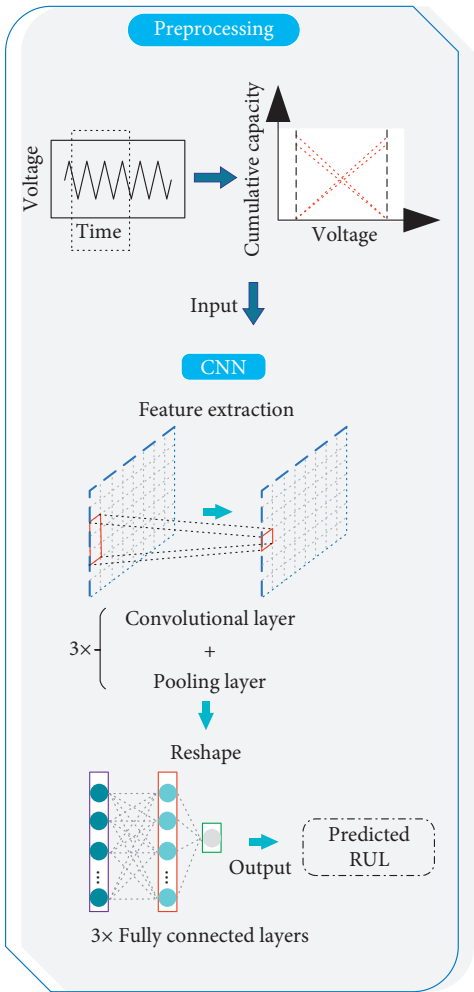 Preprocessing
Voltage
Time
Cumulative capacity
Voltage
Input
CNN
Feature extraction
3×
Convolutional layer
+
Pooling layer
Reshape
Output
Predicted
RUL
3× Fully connected layers